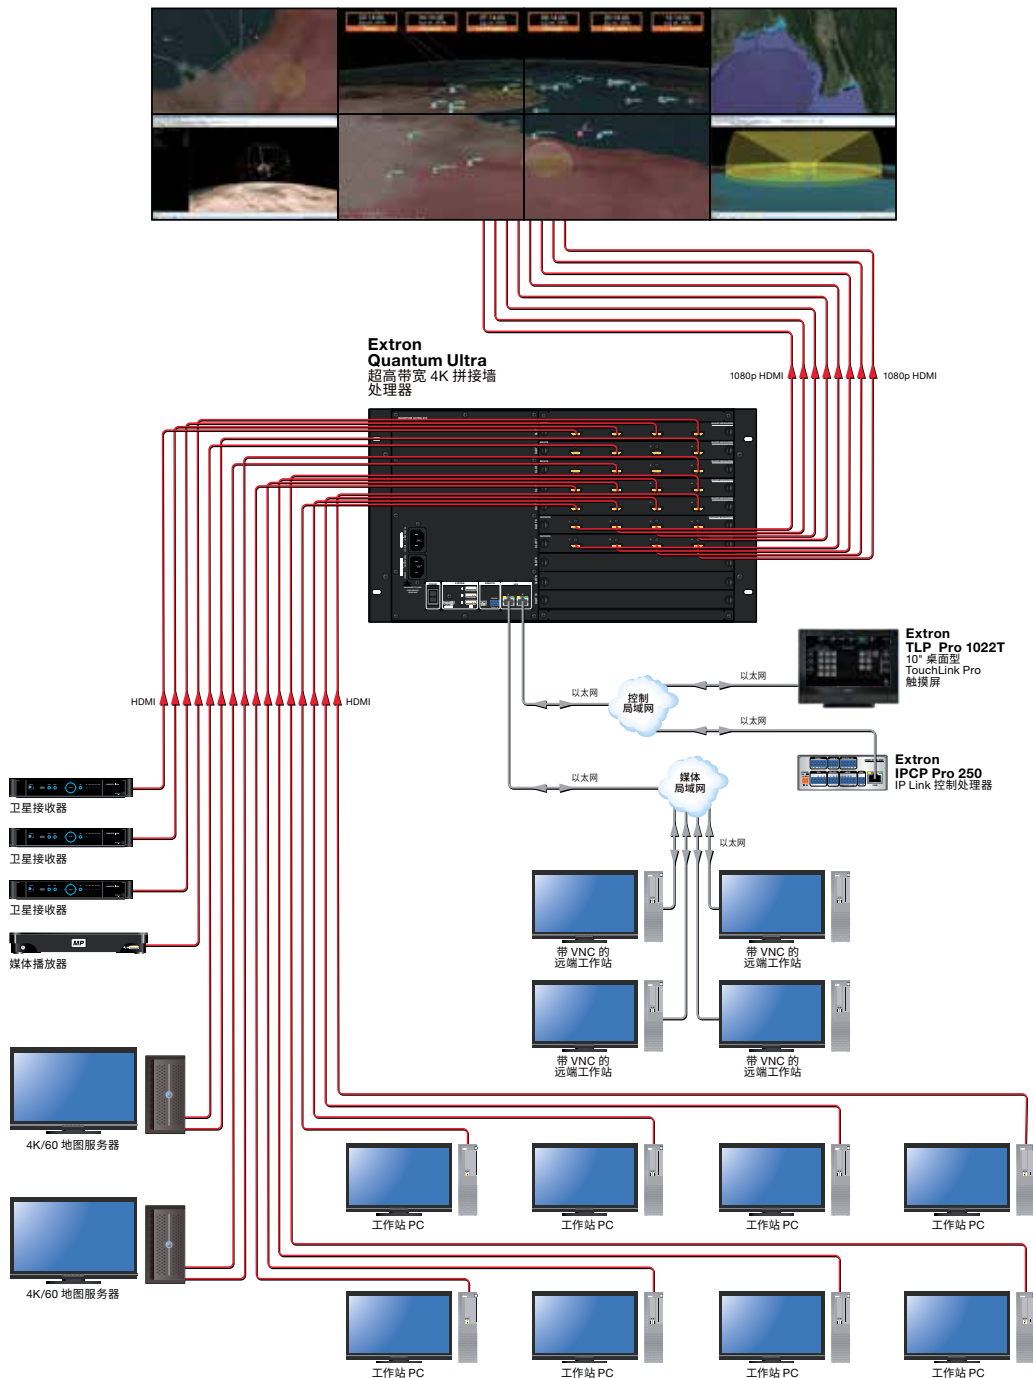 Extron
Quantum Ultra
超高带宽 4K 拼接墙
处理器
1080p HDMI
1080p HDMI
Extron
TLP Pro 1022T
10" 桌面型
TouchLink Pro
触摸屏
以太网
以太网
控制
局域网
以太网
HDMI
HDMI
Extron
IPCP Pro 250
IP Link 控制处理器
以太网
媒体
局域网
卫星接收器
以太网
卫星接收器
卫星接收器
MP
媒体播放器
带 VNC 的
远端工作站
带 VNC 的
远端工作站
带 VNC 的
远端工作站
带 VNC 的
远端工作站
4K/60 地图服务器
工作站 PC
工作站 PC
工作站 PC
工作站 PC
4K/60 地图服务器
工作站 PC
工作站 PC
工作站 PC
工作站 PC